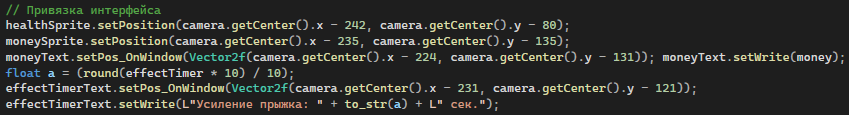 // Привязка интерфейса
healthSprite.setPosition(camera.getCenter().x - 242, camera.getCenter().y - 80);
moneySprite.setPosition(camera.getCenter().x - 235, camera.getCenter().y - 135);
moneyText.setPos_OnWindow(Vector2f(camera.getCenter().x - 224, camera.getCenter().y - 131)); moneyText.setWrite(money);
float a = (round(effectTimer * 10) / 10);
effectTimerText.setPos_OnWindow(Vector2f(camera.getCenter().x - 231, camera.getCenter().y - 121));
effectTimerText.setWrite(L"Усиление прыжка: " + to_str(a) + L" сек.");